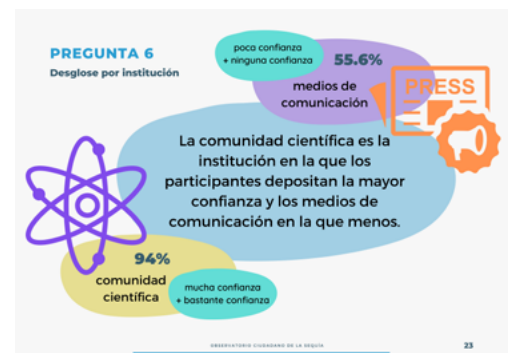 PREGUNTA 6
Desglose por institución
poca confianza
+ ninguna confianza
55.6%
medios de
comunicación
PRESS
La comunidad científica es la
institución en la que los
participantes depositan la mayor
confianza y los medios de
comunicación en la que menos.
94%
comunidad
científica
mucha confianza
+ bastante confianza
OBSERVATORIO CIUDADANO DE LA SEQUÍA
23